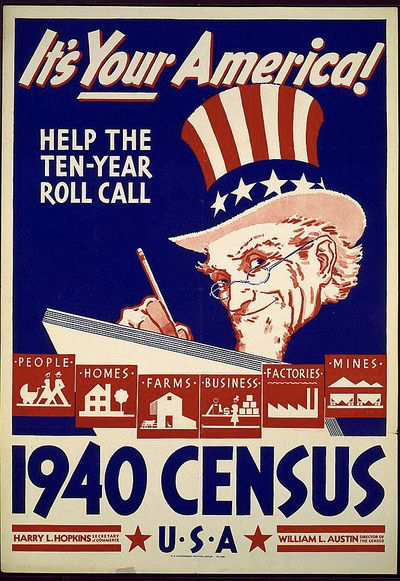 It's Your America!
HELP THE
TEN-YEAR
ROLL CALL
·PEOPLE·
·HOMES·
·FARMS·
·BUSINESS·
·FACTORIES·
·MINES·
1940 CENSUS
HARRY L. HOPKINS SECRETARY OF COMMERCE
U·S·A
WILLIAM L. AUSTIN DIRECTOR OF THE CENSUS